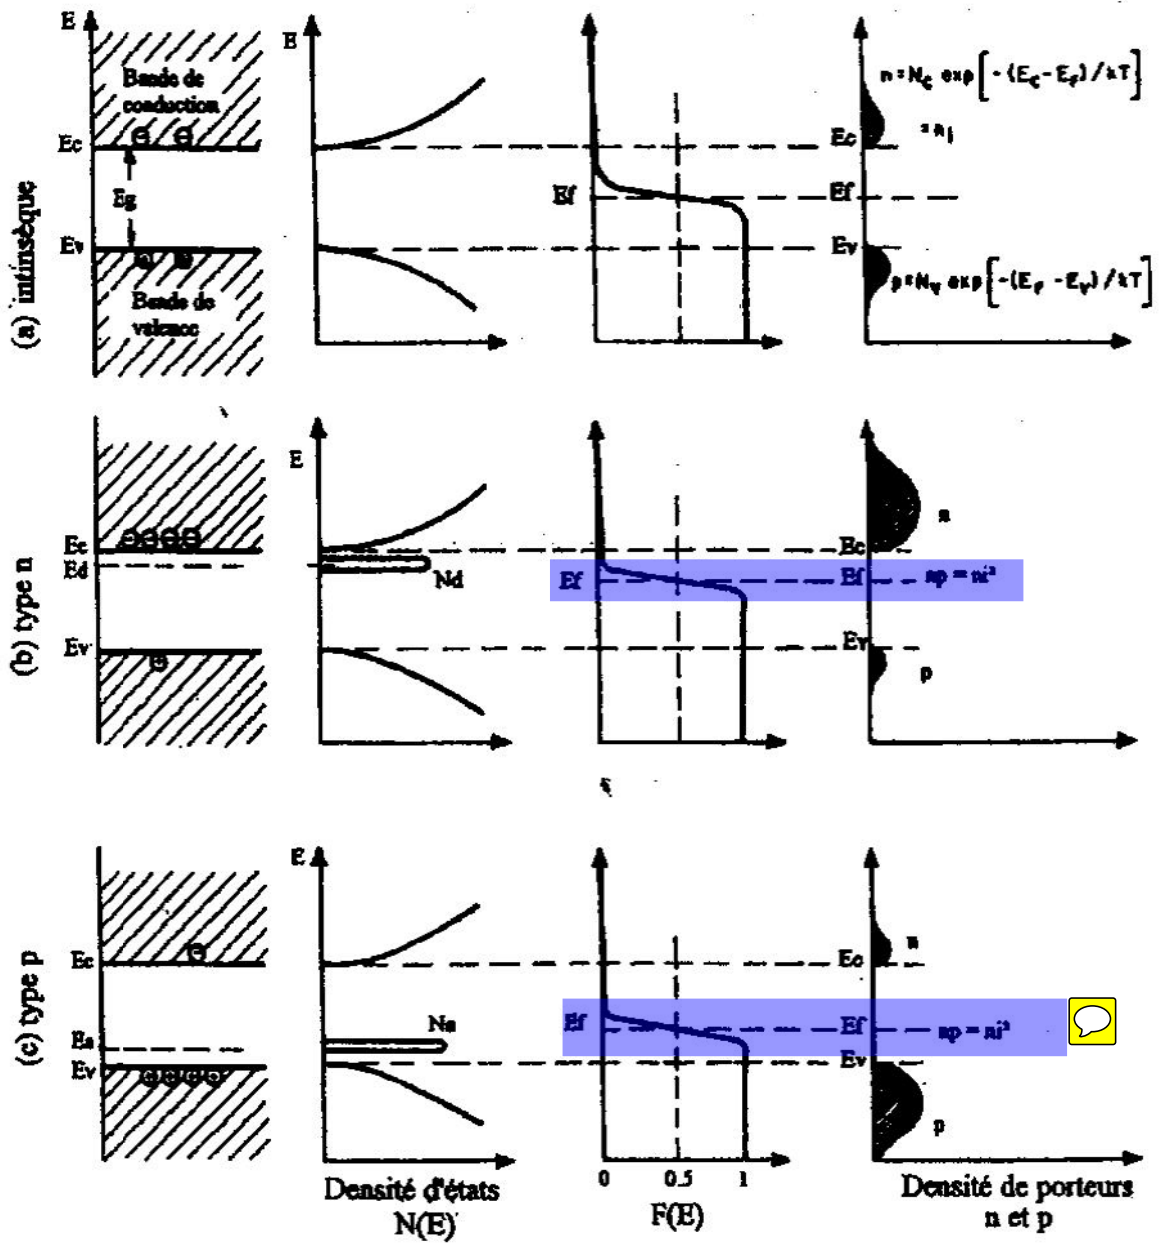 E
Bande de
conduction
Ec
Eg
Ev
Bande de
valence
(a) intinsèque
E
Ef
n = Nc exp [ - (Ec - Ef) / kT ]
= ni
Ec
Ef
Ev
p = Nv exp [ - (Ef - Ev) / kT ]
(b) type n
Ec
Ed
Ev
E
Nd
Ef
n
Ec
Ef
np = ni²
Ev
p
(c) type p
Ec
Ea
Ev
E
Na
Ef
n
Ec
Ef
np = ni²
Ev
p
0 0.5 1
Densité d'états
N(E)
F(E)
Densité de porteurs
n et p